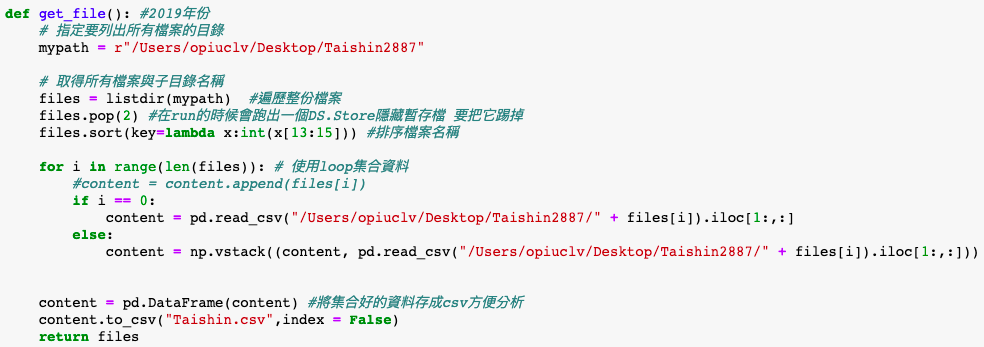 def get_file(): #2019年份
# 指定要列出所有檔案的目錄
mypath = r"/Users/opiuclv/Desktop/Taishin2887"
# 取得所有檔案與子目錄名稱
files = listdir(mypath)  #遍歷整份檔案
files.pop(2) #在run的時候會跑出一個DS.Store隱藏暫存檔 要把它踢掉
files.sort(key=lambda x:int(x[13:15])) #排序檔案名稱
for i in range(len(files)): # 使用loop集合資料
#content = content.append(files[i])
if i == 0:
content = pd.read_csv("/Users/opiuclv/Desktop/Taishin2887/" + files[i]).iloc[1:,:]
else:
content = np.vstack((content, pd.read_csv("/Users/opiuclv/Desktop/Taishin2887/" + files[i]).iloc[1:,:]))
content = pd.DataFrame(content) #將集合好的資料存成csv方便分析
content.to_csv("Taishin.csv",index = False)
return files